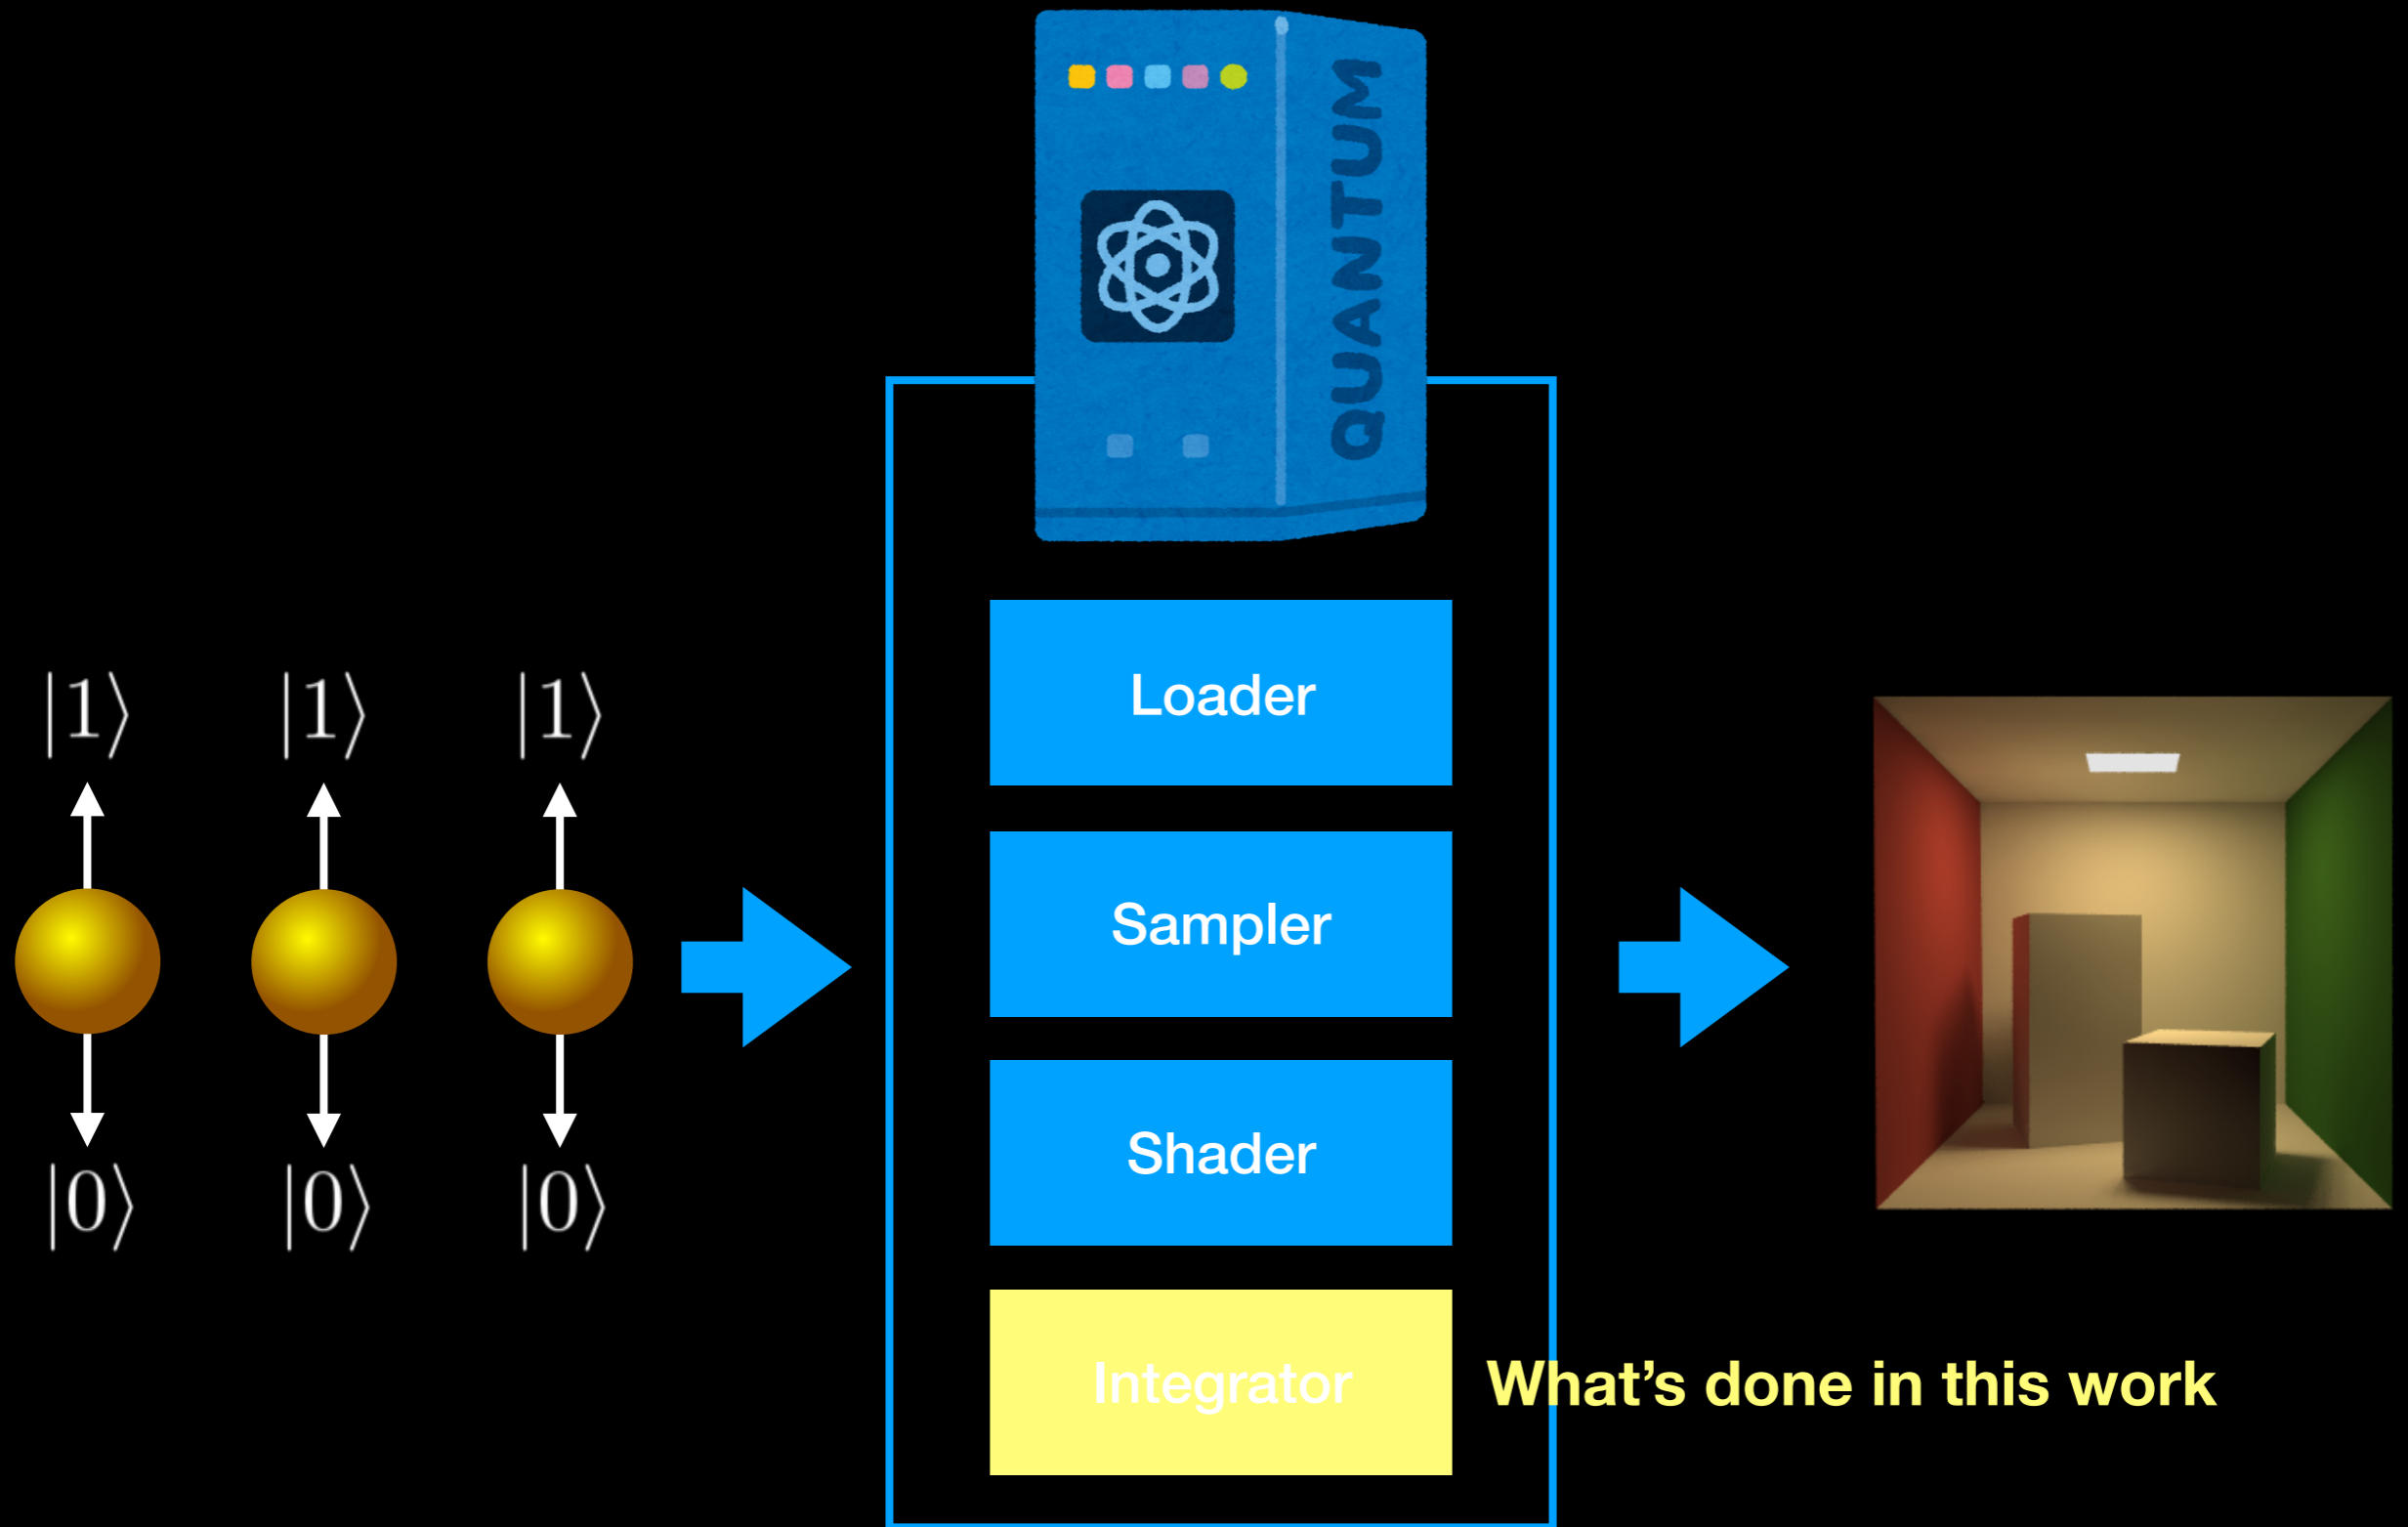 QUANTUM
|1⟩ |1⟩ |1⟩
|0⟩ |0⟩ |0⟩
Loader
Sampler
Shader
Integrator
What’s done in this work